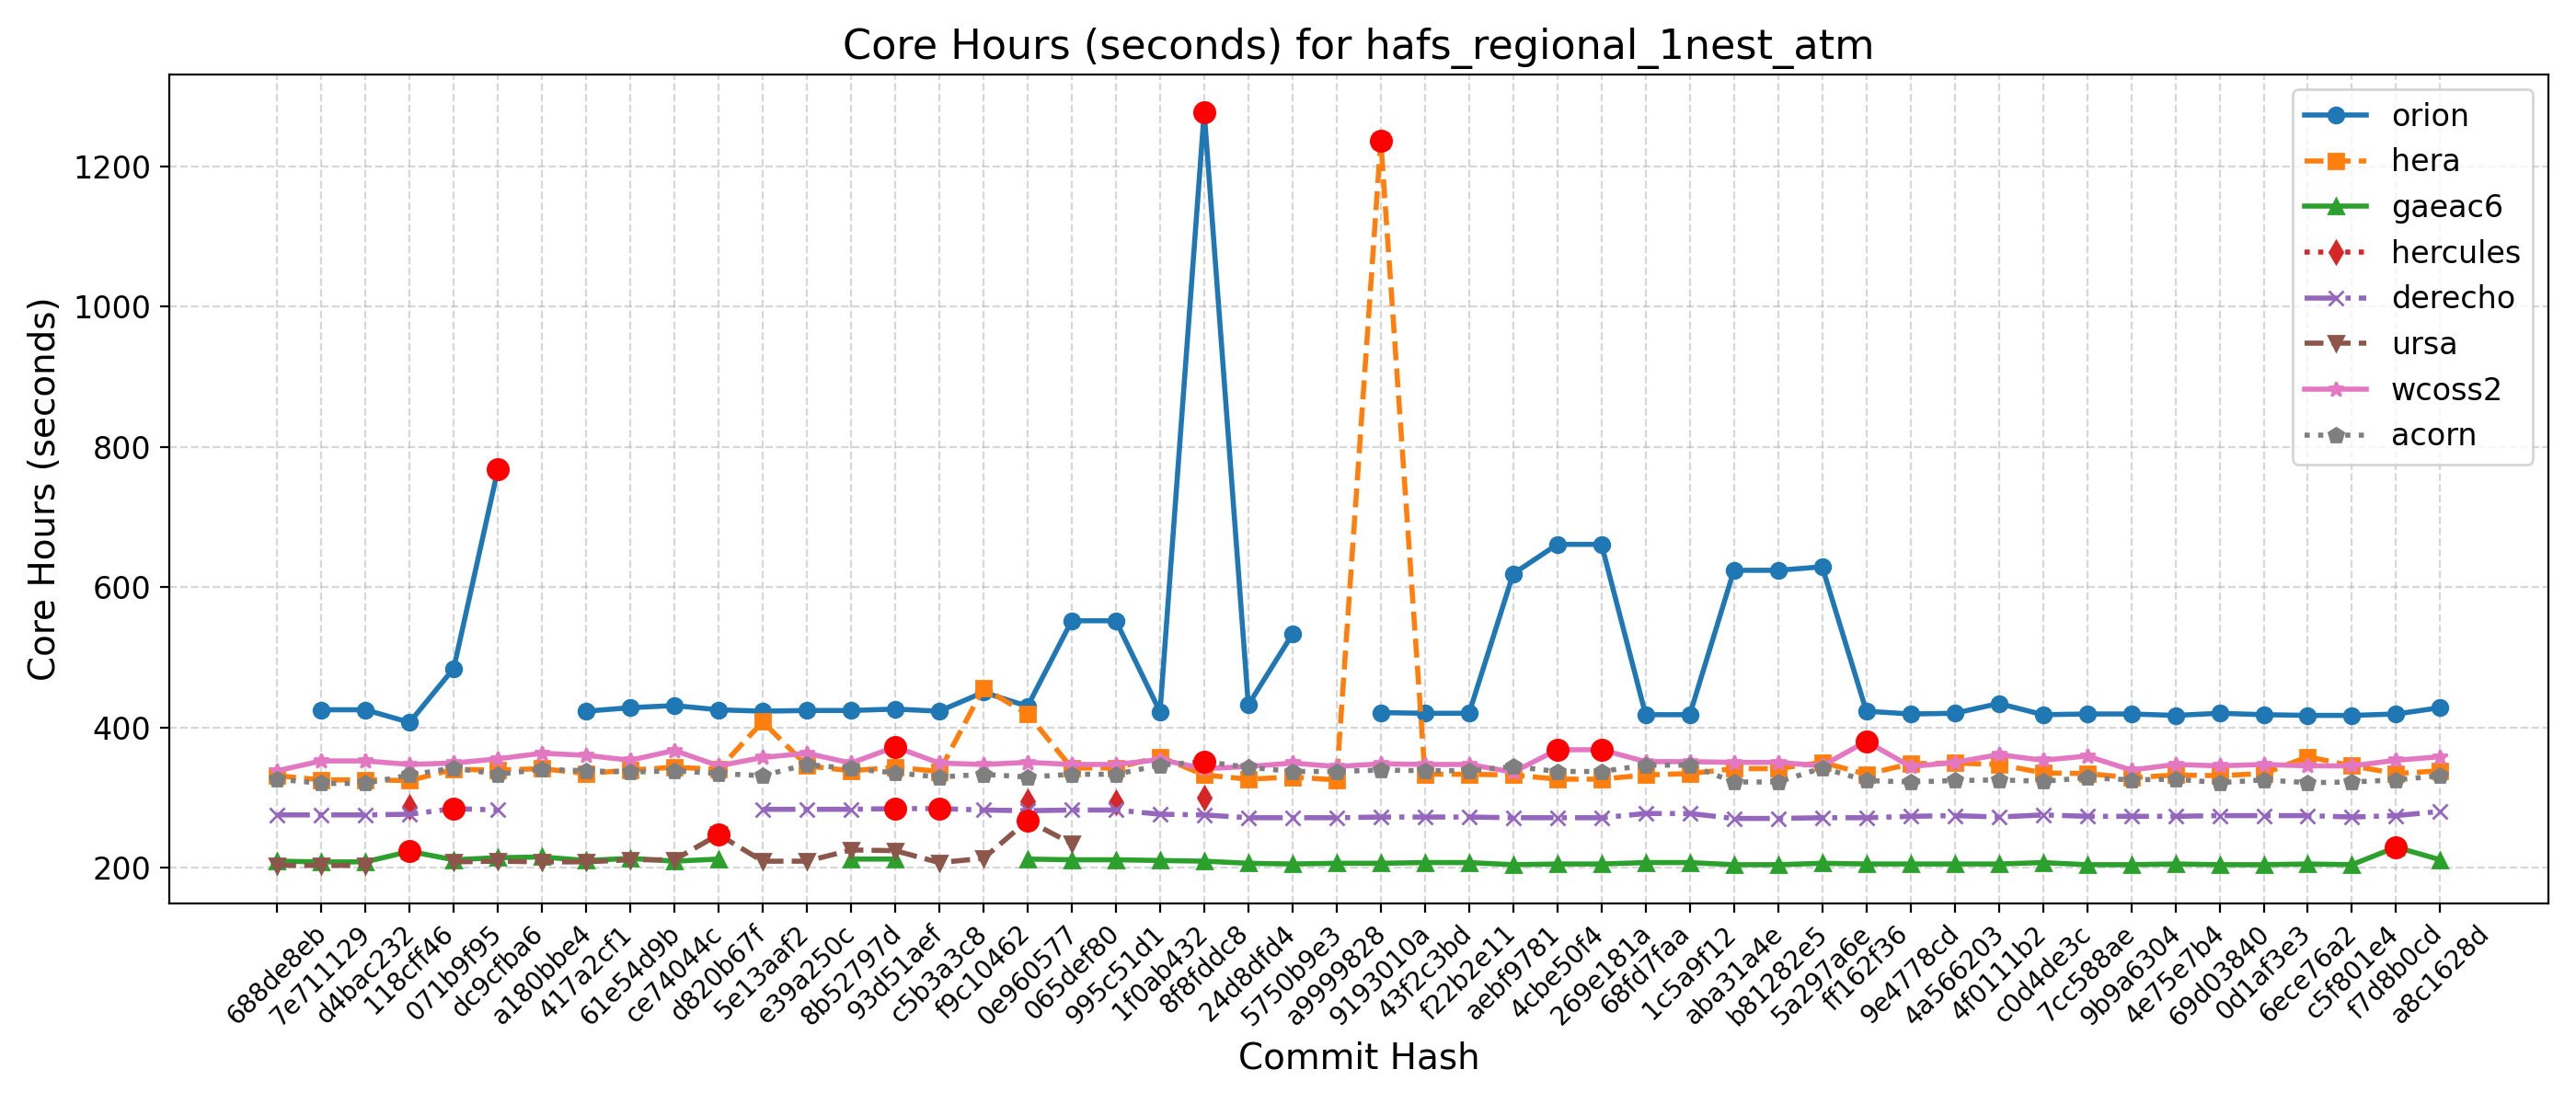 Core Hours (seconds) for hafs_regional_1nest_atm
Core Hours (seconds)
1200
1000
800
600
400
200
orion
hera
gaeac6
hercules
derecho
ursa
wcoss2
acorn
688de8eb
7e711129
d4bac232
118cff46
071b9f95
dc9cfba6
a180bbe4
417a2cf1
61e54d9b
ce74044c
d820b67f
5e13aaf2
e39a250c
8b52797d
93d51aef
c5b3a3c8
f9c10462
0e960577
065def80
995c51d1
1f0ab432
8f8fddc8
24d8dfd4
5750b9e3
a9999828
9193010a
43f2c3bd
f22b2e11
aebf9781
4cbe50f4
269e181a
68fd7faa
1c5a9f12
aba31a4e
b81282e5
5a297a6e
ff162f36
9e4778cd
4a566203
4f0111b2
c0d4de3c
7cc588ae
9b9a6304
4e75e7b4
69d03840
0d1af3e3
6ece76a2
c5f801e4
f7d8b0cd
a8c1628d
Commit Hash